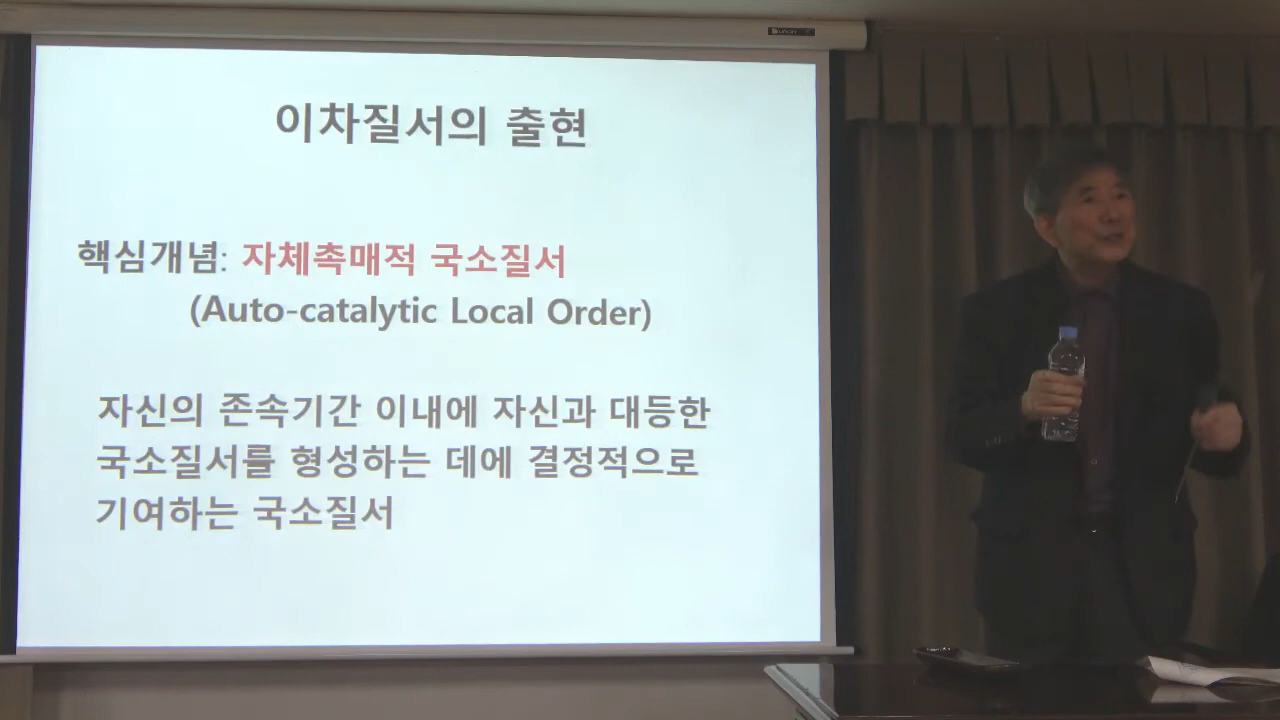 이차질서의 출현
핵심개념: 자체촉매적 국소질서
(Auto-catalytic Local Order)
자신의 존속기간 이내에 자신과 대등한
국소질서를 형성하는 데에 결정적으로
기여하는 국소질서